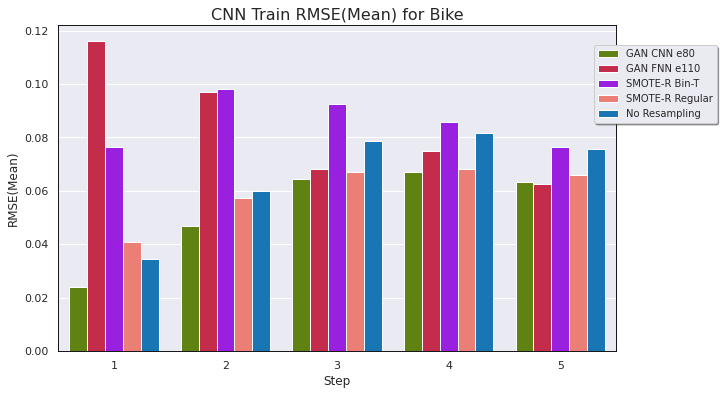 CNN Train RMSE(Mean) for Bike
0.12
0.10
0.08
0.06
0.04
0.02
0.00
RMSE(Mean)
1 2 3 4 5
Step
GAN CNN e80
GAN FNN e110
SMOTE-R Bin-T
SMOTE-R Regular
No Resampling